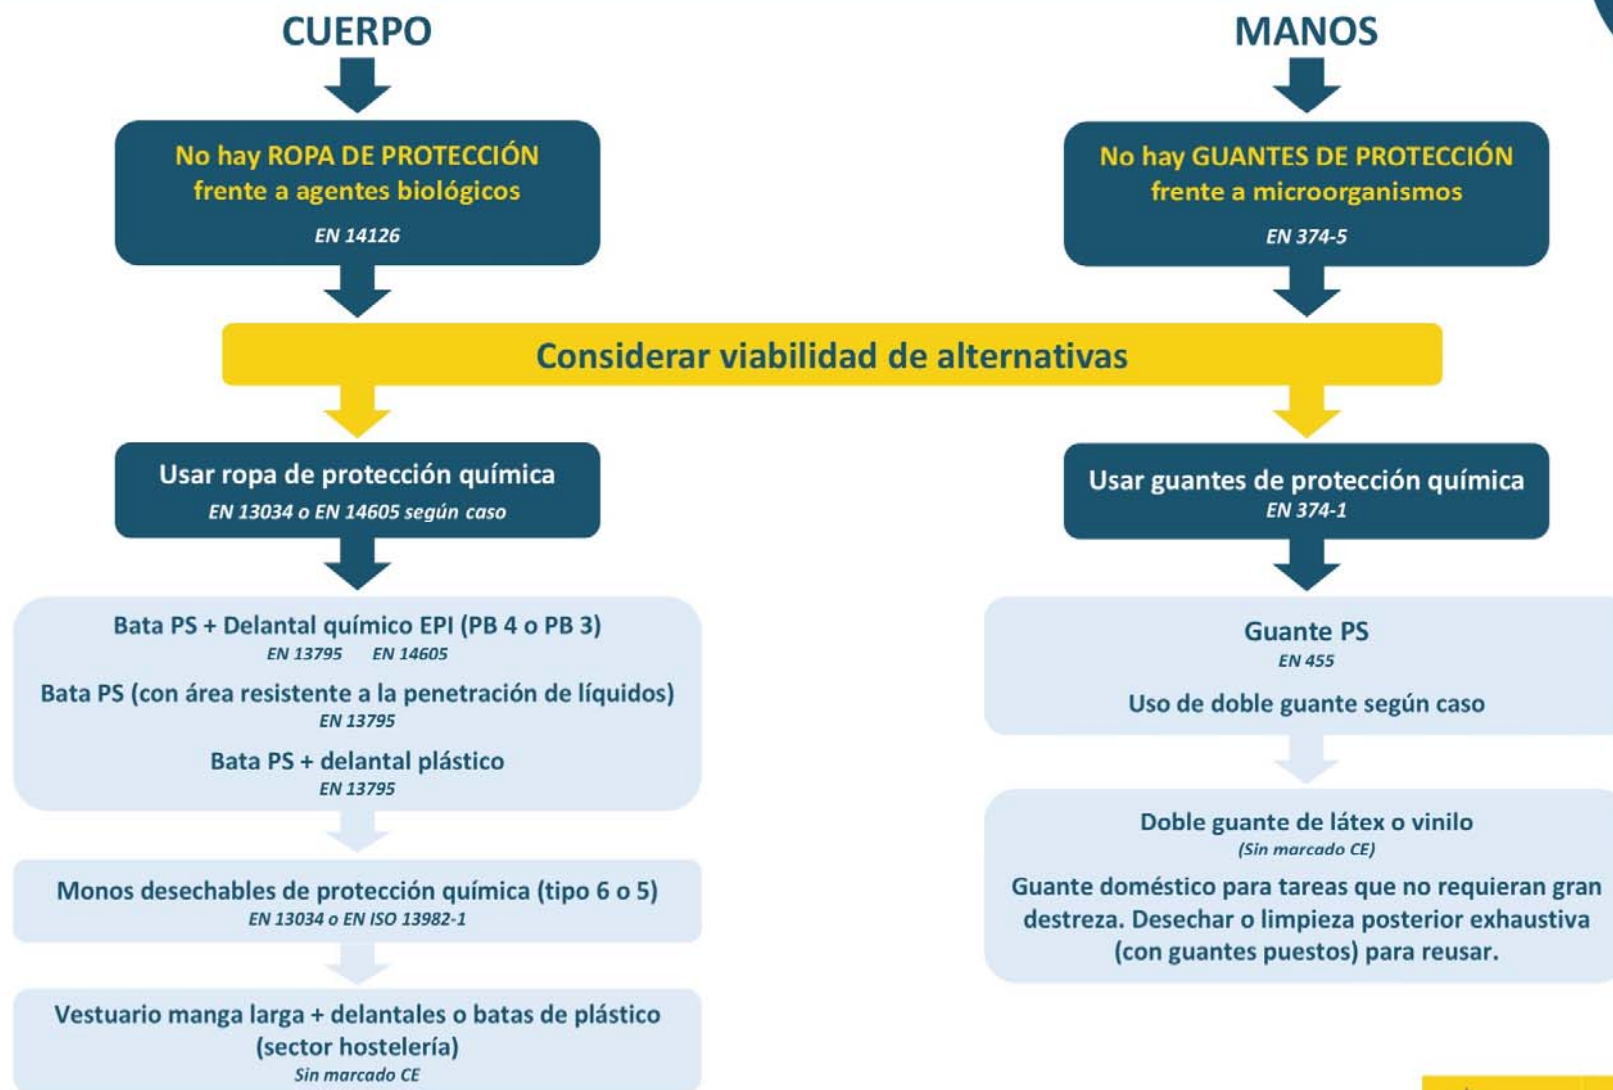 CUERPO
No hay ROPA DE PROTECCIÓN
frente a agentes biológicos
EN 14126
MANOS
No hay GUANTES DE PROTECCIÓN
frente a microorganismos
EN 374-5
Considerar viabilidad de alternativas
Usar ropa de protección química
EN 13034 o EN 14605 según caso
Bata PS + Delantal químico EPI (PB 4 o PB 3)
EN 13795 EN 14605
Bata PS (con área resistente a la penetración de líquidos)
EN 13795
Bata PS + delantal plástico
EN 13795
Monos desechables de protección química (tipo 6 o 5)
EN 13034 o EN ISO 13982-1
Vestuario manga larga + delantales o batas de plástico
(sector hostelería)
Sin marcado CE
Usar guantes de protección química
EN 374-1
Guante PS
EN 455
Uso de doble guante según caso
Doble guante de látex o vinilo
(Sin marcado CE)
Guante doméstico para tareas que no requieran gran
destreza. Desechar o limpieza posterior exhaustiva
(con guantes puestos) para reusar.